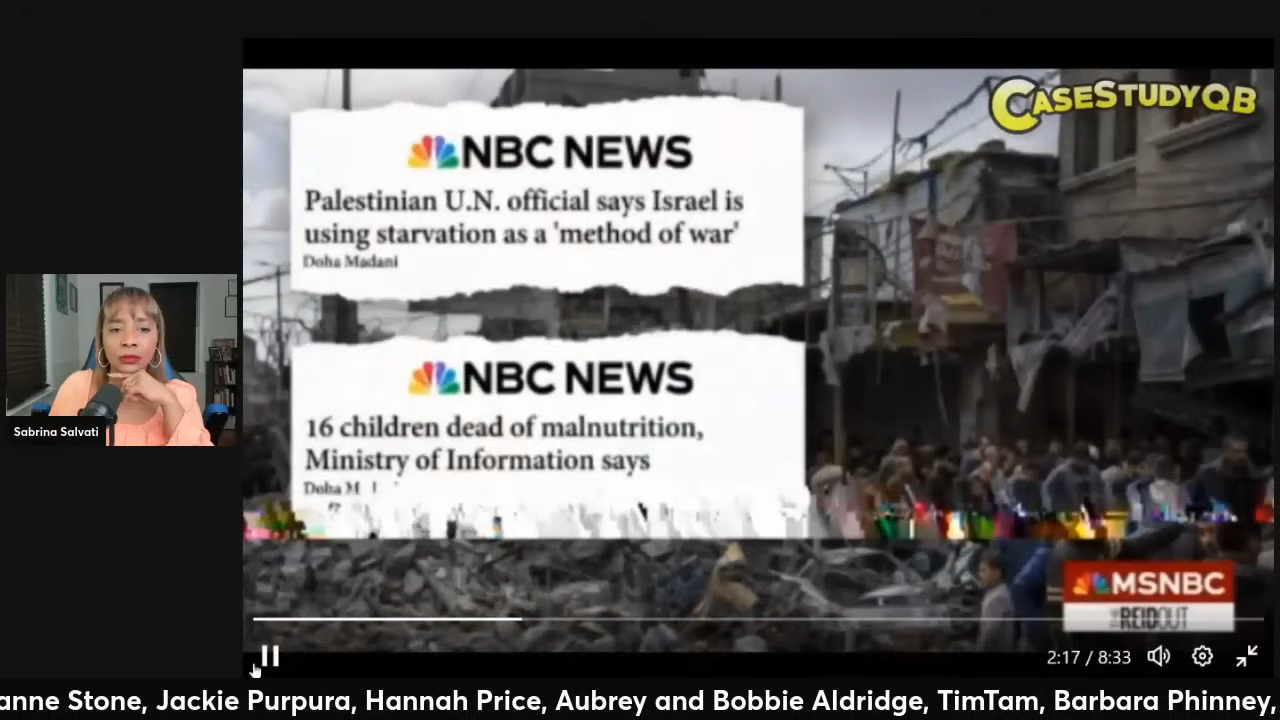 CASESTUDYQB
NBC NEWS
Palestinian U.N. official says Israel is
using starvation as a 'method of war'
Doha Madani
NBC NEWS
16 children dead of malnutrition,
Ministry of Information says
Doha
Sabrina Salvati
MSNBC
THE REIDOUT
2:17 / 8:33
anne Stone, Jackie Purpura, Hannah Price, Aubrey and Bobbie Aldridge, TimTam, Barbara Phinney,